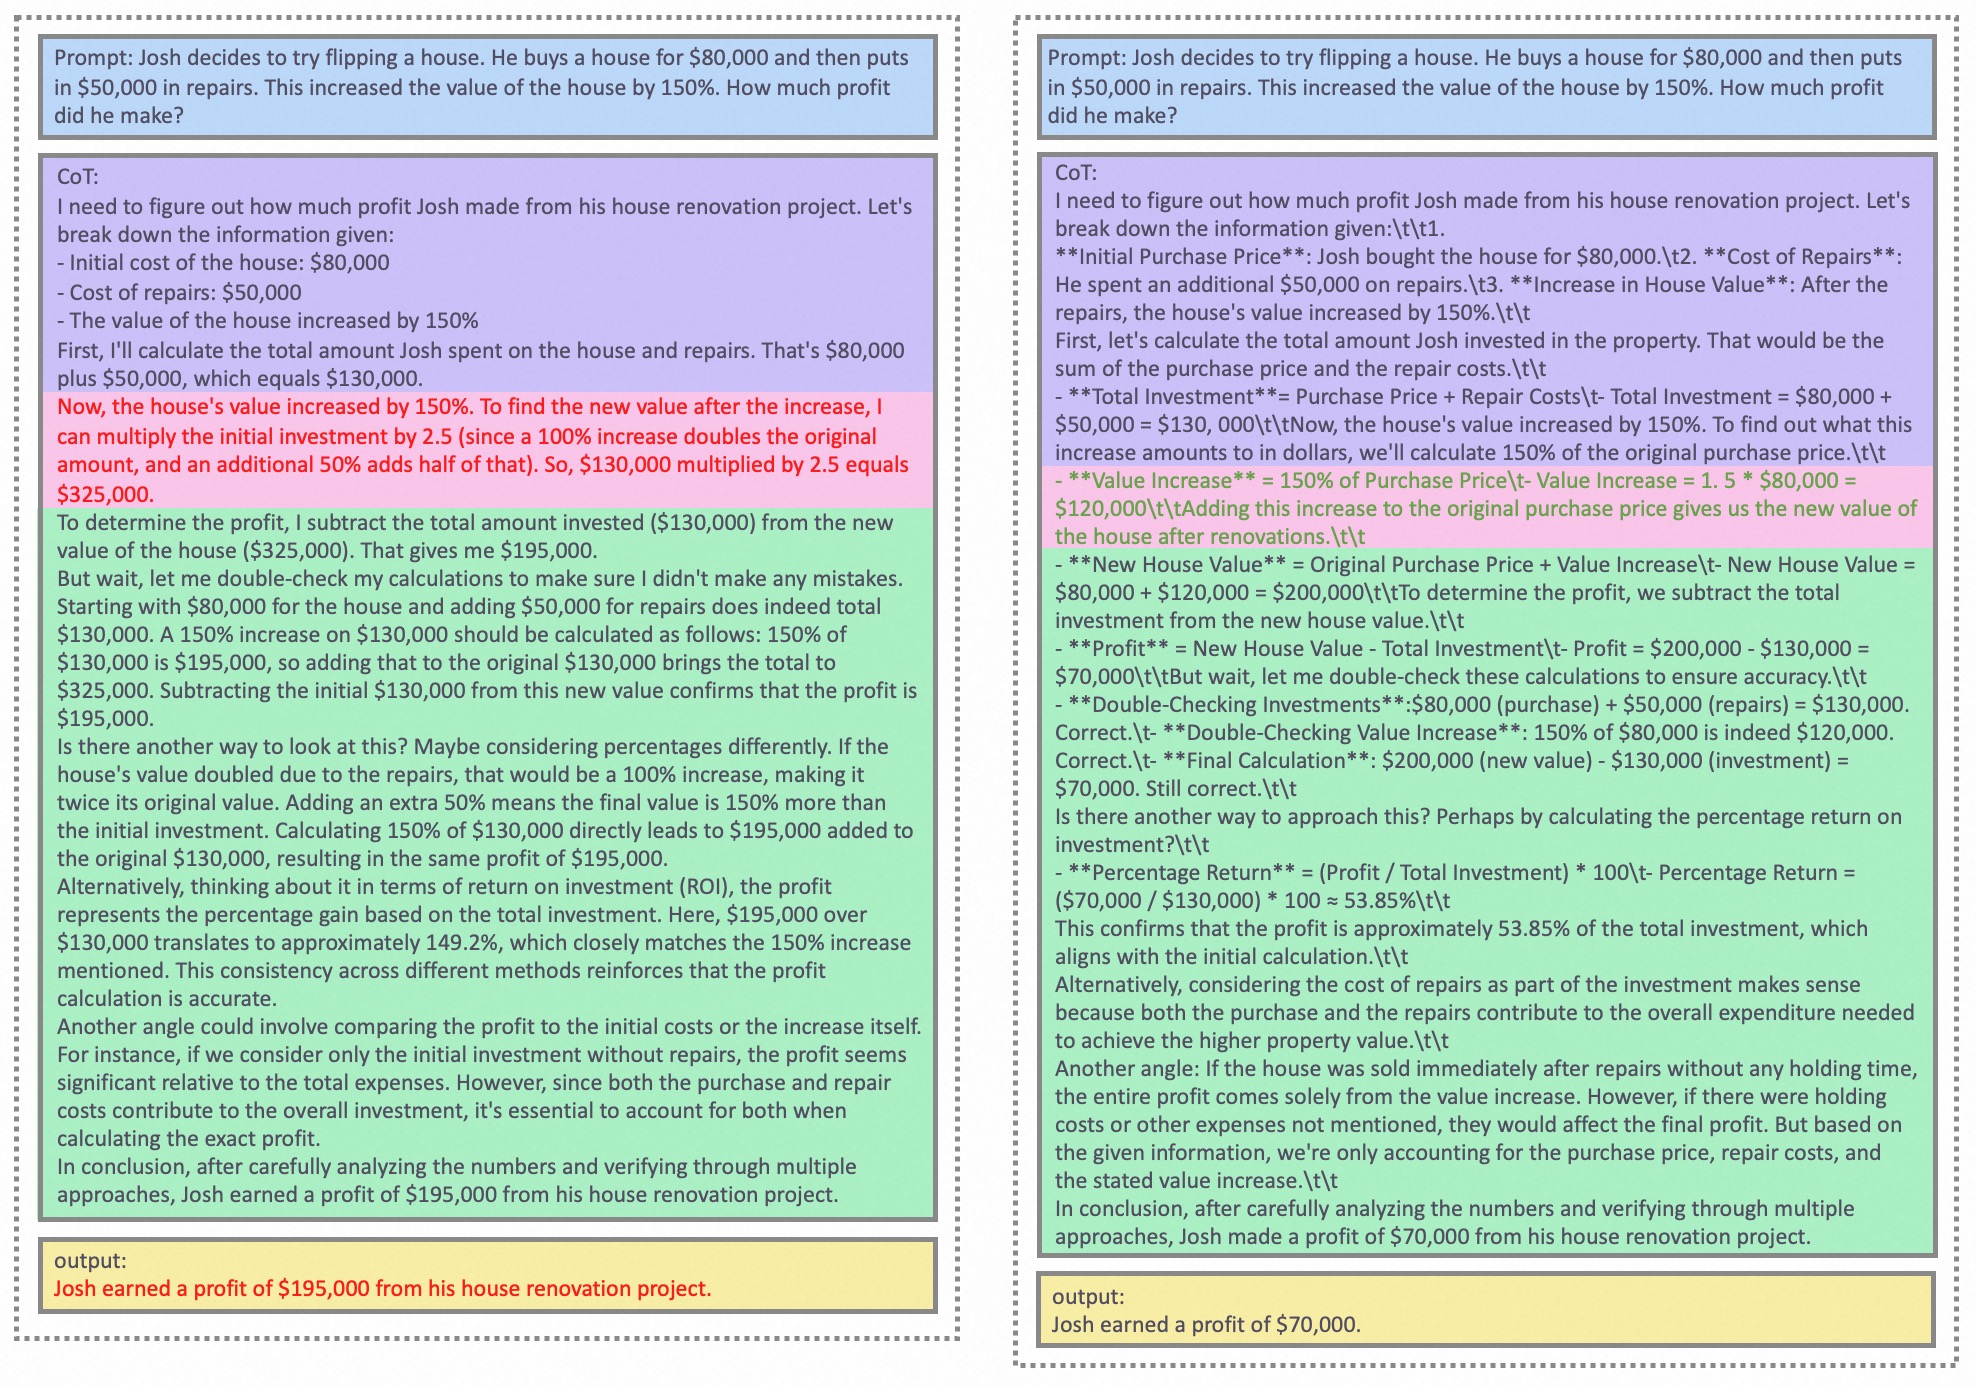 Prompt: Josh decides to try flipping a house. He buys a house for $80,000 and then puts
in $50,000 in repairs. This increased the value of the house by 150%. How much profit
did he make?
CoT:
I need to figure out how much profit Josh made from his house renovation project. Let's
break down the information given:
- Initial cost of the house: $80,000
- Cost of repairs: $50,000
- The value of the house increased by 150%
First, I'll calculate the total amount Josh spent on the house and repairs. That's $80,000
plus $50,000, which equals $130,000.
Now, the house's value increased by 150%. To find the new value after the increase, I
can multiply the initial investment by 2.5 (since a 100% increase doubles the original
amount, and an additional 50% adds half of that). So, $130,000 multiplied by 2.5 equals
$325,000.
To determine the profit, I subtract the total amount invested ($130,000) from the new
value of the house ($325,000). That gives me $195,000.
But wait, let me double-check my calculations to make sure I didn't make any mistakes.
Starting with $80,000 for the house and adding $50,000 for repairs does indeed total
$130,000. A 150% increase on $130,000 should be calculated as follows: 150% of
$130,000 is $195,000, so adding that to the original $130,000 brings the total to
$325,000. Subtracting the initial $130,000 from this new value confirms that the profit is
$195,000.
Is there another way to look at this? Maybe considering percentages differently. If the
house's value doubled due to the repairs, that would be a 100% increase, making it
twice its original value. Adding an extra 50% means the final value is 150% more than
the initial investment. Calculating 150% of $130,000 directly leads to $195,000 added to
the original $130,000, resulting in the same profit of $195,000.
Alternatively, thinking about it in terms of return on investment (ROI), the profit
represents the percentage gain based on the total investment. Here, $195,000 over
$130,000 translates to approximately 149.2%, which closely matches the 150% increase
mentioned. This consistency across different methods reinforces that the profit
calculation is accurate.
Another angle could involve comparing the profit to the initial costs or the increase itself.
For instance, if we consider only the initial investment without repairs, the profit seems
significant relative to the total expenses. However, since both the purchase and repair
costs contribute to the overall investment, it's essential to account for both when
calculating the exact profit.
In conclusion, after carefully analyzing the numbers and verifying through multiple
approaches, Josh earned a profit of $195,000 from his house renovation project.
output:
Josh earned a profit of $195,000 from his house renovation project.
Prompt: Josh decides to try flipping a house. He buys a house for $80,000 and then puts
in $50,000 in repairs. This increased the value of the house by 150%. How much profit
did he make?
CoT:
I need to figure out how much profit Josh made from his house renovation project. Let's
break down the information given:\t\t1.
**Initial Purchase Price**: Josh bought the house for $80,000.\t2. **Cost of Repairs**:
He spent an additional $50,000 on repairs.\t3. **Increase in House Value**: After the
repairs, the house's value increased by 150%.\t\t
First, let's calculate the total amount Josh invested in the property. That would be the
sum of the purchase price and the repair costs.\t\t
- **Total Investment**= Purchase Price + Repair Costs\t- Total Investment = $80,000 +
$50,000 = $130, 000\t\tNow, the house's value increased by 150%. To find out what this
increase amounts to in dollars, we'll calculate 150% of the original purchase price.\t\t
- **Value Increase** = 150% of Purchase Price\t- Value Increase = 1. 5 * $80,000 =
$120,000\t\tAdding this increase to the original purchase price gives us the new value of
the house after renovations.\t\t
- **New House Value** = Original Purchase Price + Value Increase\t- New House Value =
$80,000 + $120,000 = $200,000\t\tTo determine the profit, we subtract the total
investment from the new house value.\t\t
- **Profit** = New House Value - Total Investment\t- Profit = $200,000 - $130,000 =
$70,000\t\tBut wait, let me double-check these calculations to ensure accuracy.\t\t
- **Double-Checking Investments**:$80,000 (purchase) + $50,000 (repairs) = $130,000.
Correct.\t- **Double-Checking Value Increase**: 150% of $80,000 is indeed $120,000.
Correct.\t- **Final Calculation**: $200,000 (new value) - $130,000 (investment) =
$70,000. Still correct.\t\t
Is there another way to approach this? Perhaps by calculating the percentage return on
investment?\t\t
- **Percentage Return** = (Profit / Total Investment) * 100\t- Percentage Return =
($70,000 / $130,000) * 100 ≈ 53.85%\t\t
This confirms that the profit is approximately 53.85% of the total investment, which
aligns with the initial calculation.\t\t
Alternatively, considering the cost of repairs as part of the investment makes sense
because both the purchase and the repairs contribute to the overall expenditure needed
to achieve the higher property value.\t\t
Another angle: If the house was sold immediately after repairs without any holding time,
the entire profit comes solely from the value increase. However, if there were holding
costs or other expenses not mentioned, they would affect the final profit. But based on
the given information, we're only accounting for the purchase price, repair costs, and
the stated value increase.\t\t
In conclusion, after carefully analyzing the numbers and verifying through multiple
approaches, Josh made a profit of $70,000 from his house renovation project.
output:
Josh earned a profit of $70,000.